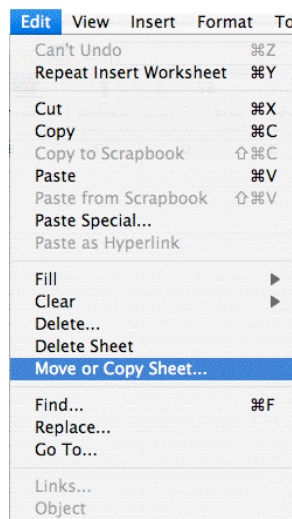 Edit View Insert Format To
Can't Undo ⌘Z
Repeat Insert Worksheet ⌘Y
Cut ⌘X
Copy ⌘C
Copy to Scrapbook ⇧⌘C
Paste ⌘V
Paste from Scrapbook ⇧⌘V
Paste Special...
Paste as Hyperlink
Fill
Clear
Delete...
Delete Sheet
Move or Copy Sheet...
Find... ⌘F
Replace...
Go To...
Links...
Object